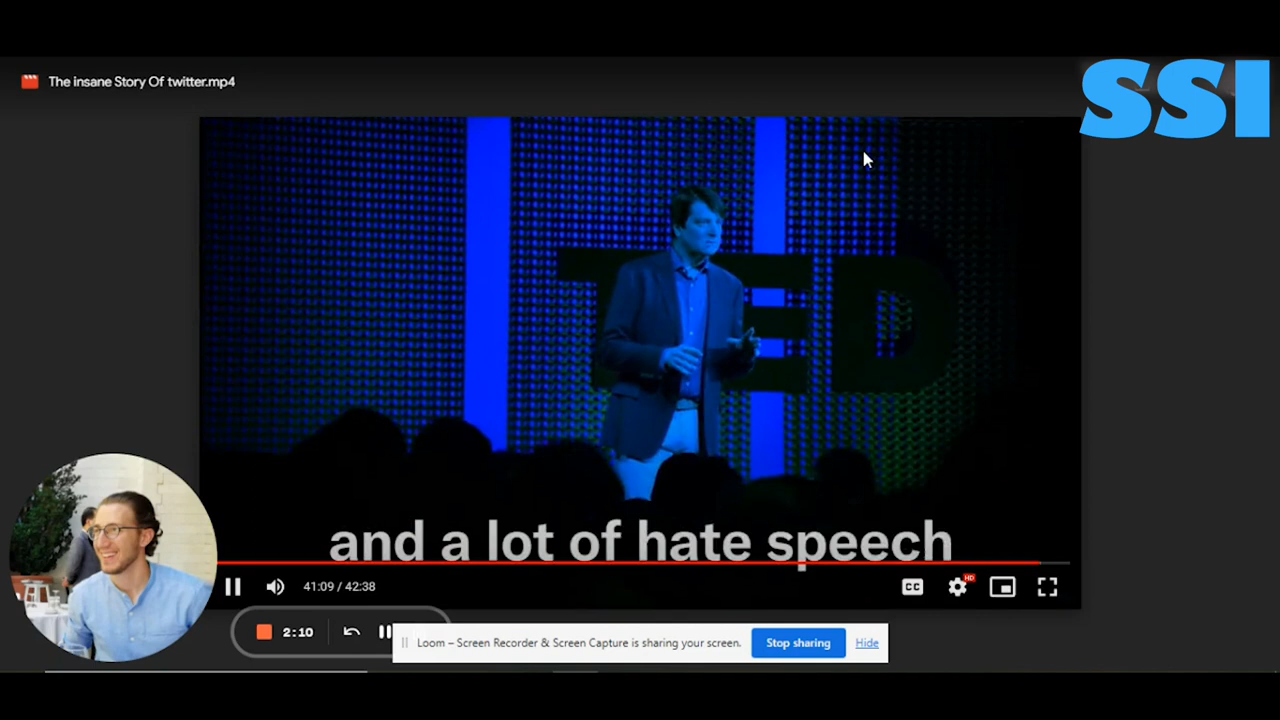 SSI
The insane Story Of twitter.mp4
TED
and a lot of hate speech
41:09 / 42:38
CC
HD
2:10
Loom – Screen Recorder & Screen Capture is sharing your screen.
Stop sharing
Hide